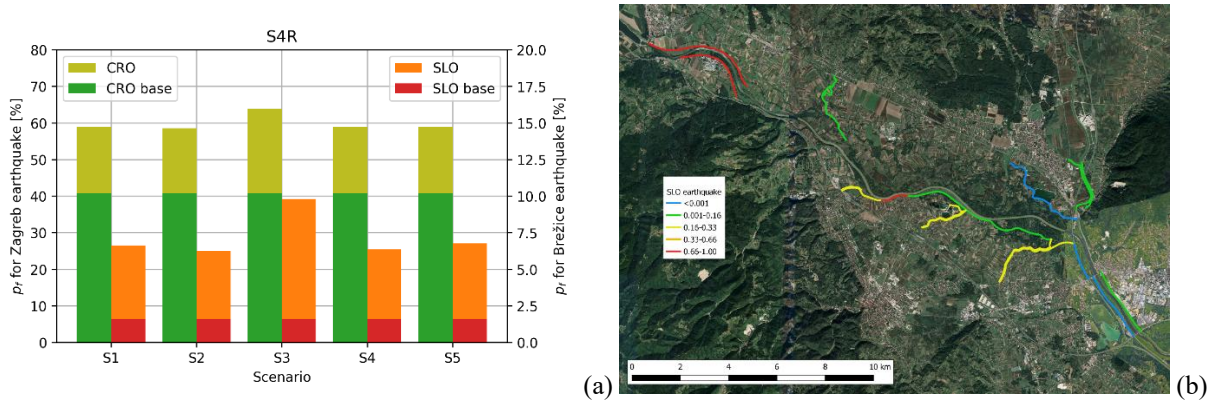 S4R
80
70
60
50
40
30
20
10
0
pf for Zagreb earthquake [%]
CRO
CRO base
SLO
SLO base
20.0
17.5
15.0
12.5
10.0
7.5
5.0
2.5
0.0
pf for Brežice earthquake [%]
S1 S2 S3 S4 S5
Scenario
(a)
SLO earthquake
<0.001
0.001-0.16
0.16-0.33
0.33-0.66
0.66-1.00
0 2 4 6 8 10 km
(b)